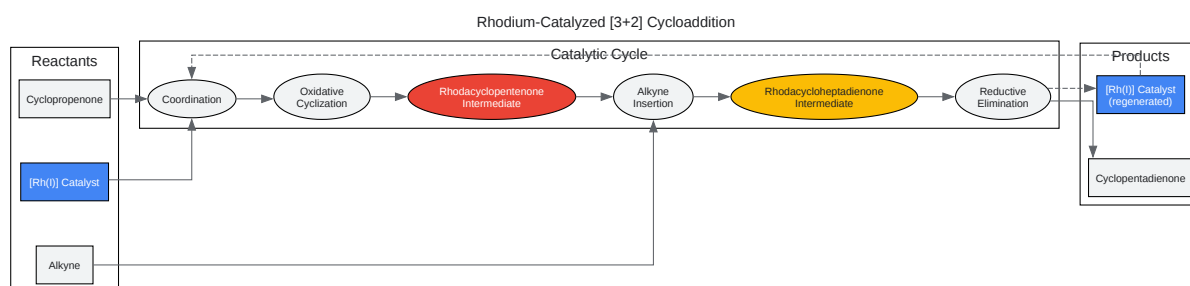 Rhodium-Catalyzed [3+2] Cycloaddition
Reactants
Catalytic Cycle
Products
Cyclopropenone
Coordination
Oxidative
Cyclization
Rhodacyclopentenone
Intermediate
Alkyne
Insertion
Rhodacycloheptadienone
Intermediate
Reductive
Elimination
[Rh(I)] Catalyst
(regenerated)
[Rh(I)] Catalyst
Cyclopentadienone
Alkyne